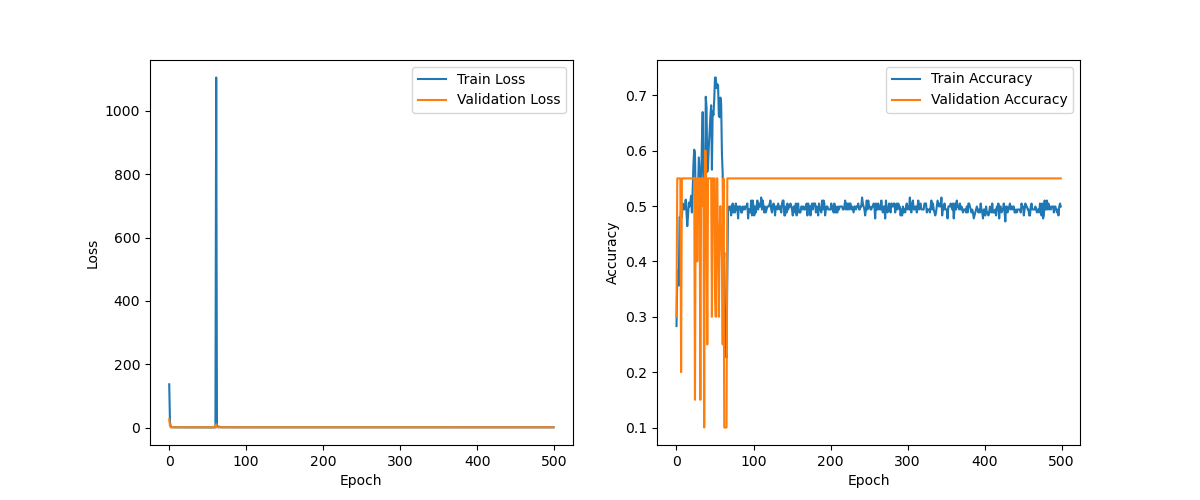 Train Loss
Validation Loss
1000
800
600
400
200
0
Loss
0 100 200 300 400 500
Epoch
Train Accuracy
Validation Accuracy
0.7
0.6
0.5
0.4
0.3
0.2
0.1
Accuracy
0 100 200 300 400 500
Epoch